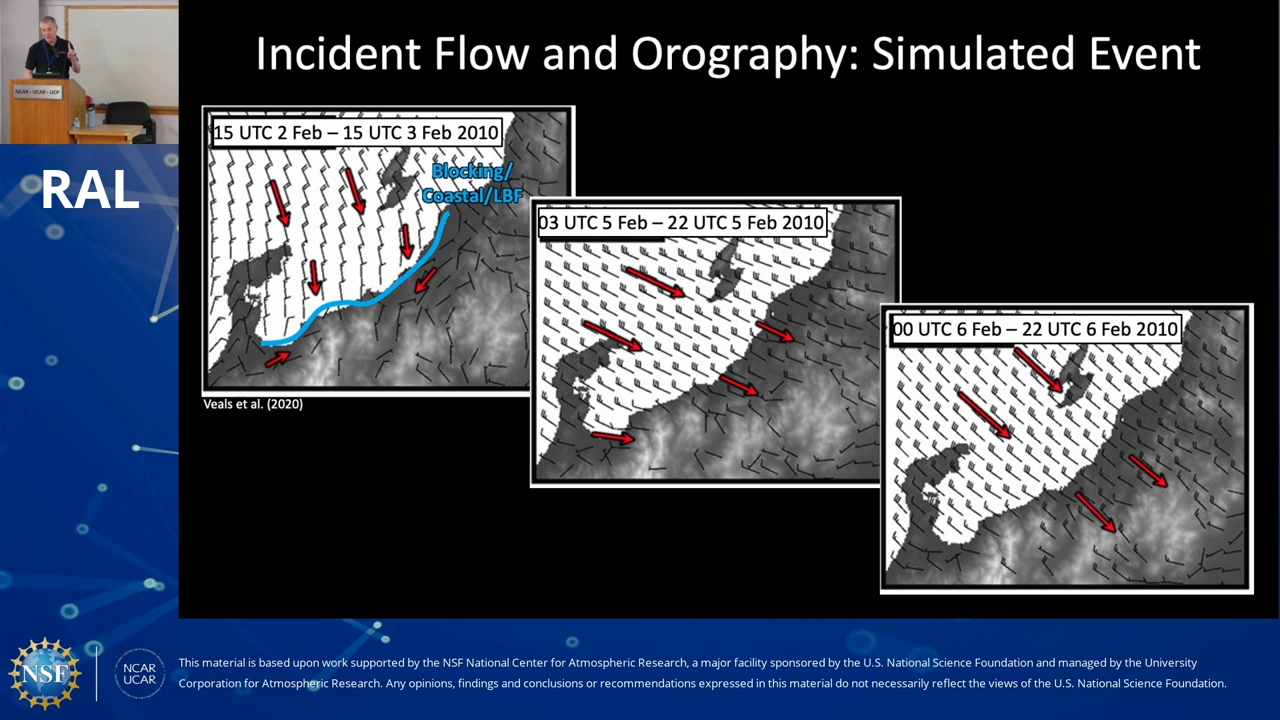 Incident Flow and Orography: Simulated Event
NCAR • UCAR • UCP
RAL
15 UTC 2 Feb – 15 UTC 3 Feb 2010
Blocking/
Coastal/LBF
03 UTC 5 Feb – 22 UTC 5 Feb 2010
00 UTC 6 Feb – 22 UTC 6 Feb 2010
Veals et al. (2020)
NSF
NCAR
UCAR
This material is based upon work supported by the NSF National Center for Atmospheric Research, a major facility sponsored by the U.S. National Science Foundation and managed by the University
Corporation for Atmospheric Research. Any opinions, findings and conclusions or recommendations expressed in this material do not necessarily reflect the views of the U.S. National Science Foundation.